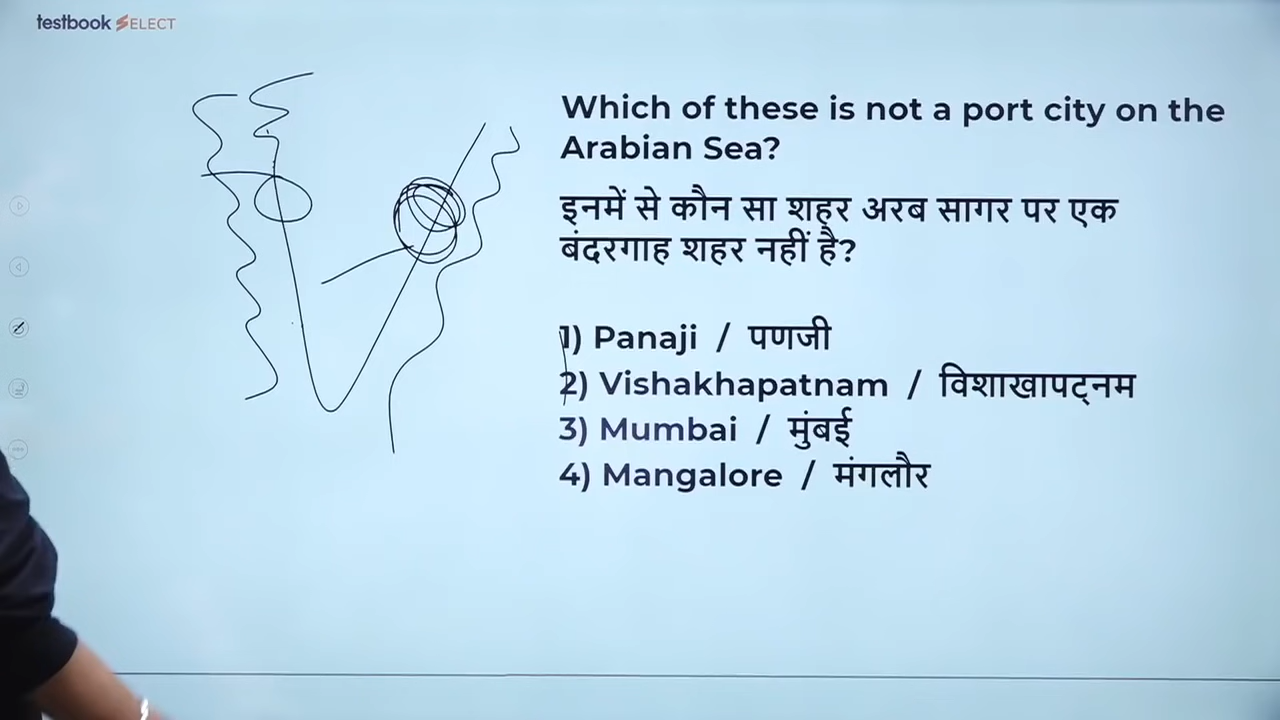 testbook SELECT
Which of these is not a port city on the
Arabian Sea?
इनमें से कौन सा शहर अरब सागर पर एक
बंदरगाह शहर नहीं है?
1) Panaji / पणजी
2) Vishakhapatnam / विशाखापट्नम
3) Mumbai / मुंबई
4) Mangalore / मंगलौर